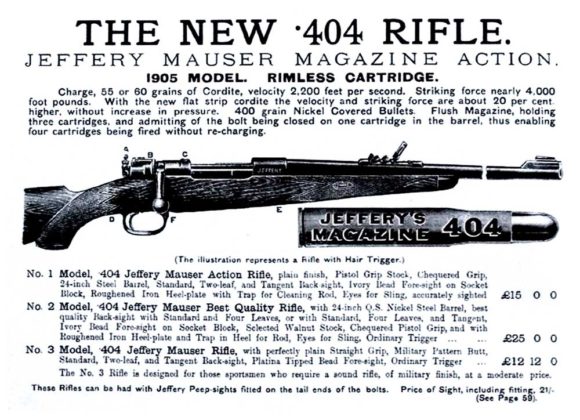 THE NEW ·404 RIFLE.
JEFFERY MAUSER MAGAZINE ACTION.
1905 MODEL. RIMLESS CARTRIDGE.
Charge, 55 or 60 grains of Cordite, velocity 2,200 feet per second. Striking force nearly 4,000
foot pounds. With the new flat strip cordite the velocity and striking force are about 20 per cent.
higher, without increase in pressure. 400 grain Nickel Covered Bullets. Flush Magazine, holding
three cartridges, and admitting of the bolt being closed on one cartridge in the barrel, thus enabling
four cartridges being fired without re-charging.
A B C
JEFFERY
D F E
JEFFERY'S
MAGAZINE 404
(The illustration represents a Rifle with Hair Trigger.)
No. 1 Model, ·404 Jeffery Mauser Action Rifle, plain finish, Pistol Grip Stock, Chequered Grip,
24-inch Steel Barrel, Standard, Two-leaf, and Tangent Back-sight, Ivory Bead Fore-sight on Socket
Block, Roughened Iron Heel-plate with Trap for Cleaning Rod, Eyes for Sling, accurately sighted £15 0 0
No. 2 Model, ·404 Jeffery Mauser Best Quality Rifle, with 24-inch O.S. Nickel Steel Barrel, best
quality Back-sight with Standard and Four Leaves, or with Standard, Four Leaves, and Tangent,
Ivory Bead Fore-sight on Socket Block, Selected Walnut Stock, Chequered Pistol Grip, and with
Roughened Iron Heel-plate and Trap in Heel for Rod, Eyes for Sling, Ordinary Trigger ... ... £25 0 0
No. 3 Model, ·404 Jeffery Mauser Rifle, with perfectly plain Straight Grip, Military Pattern Butt,
Standard, Two-leaf, and Tangent Back-sight, Platina Tipped Bead Fore-sight, Ordinary Trigger ... £12 12 0
The No. 3 Rifle is designed for those sportsmen who require a sound rifle, of military finish, at a moderate price.
These Rifles can be had with Jeffery Peep-sights fitted on the tail ends of the bolts. Price of Sight, including fitting, 21/-
(See Page 59).